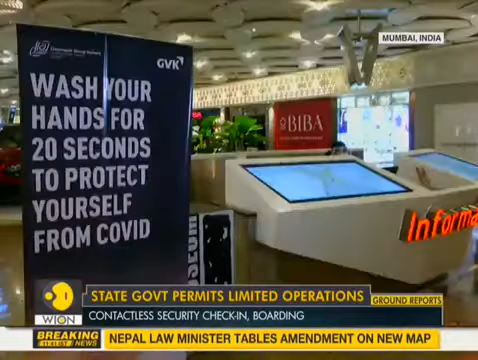 MUMBAI, INDIA
GVK
WASH YOUR
HANDS FOR
20 SECONDS
TO PROTECT
YOURSELF
FROM COVID
BIBA
Informa
STATE GOVT PERMITS LIMITED OPERATIONS
GROUND REPORTS
CONTACTLESS SECURITY CHECK-IN, BOARDING
WION
BREAKING
NEWS
NEPAL LAW MINISTER TABLES AMENDMENT ON NEW MAP